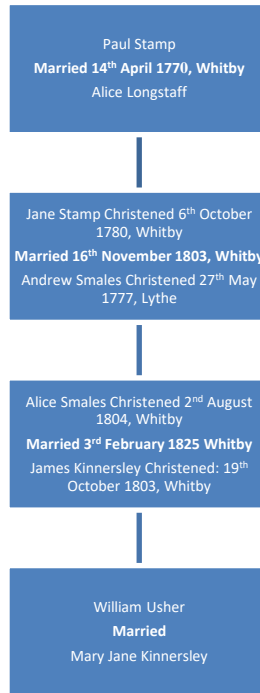 Paul Stamp
Married 14th April 1770, Whitby
Alice Longstaff
Jane Stamp Christened 6th October
1780, Whitby
Married 16th November 1803, Whitby
Andrew Smales Christened 27th May
1777, Lythe
Alice Smales Christened 2nd August
1804, Whitby
Married 3rd February 1825 Whitby
James Kinnersley Christened: 19th
October 1803, Whitby
William Usher
Married
Mary Jane Kinnersley